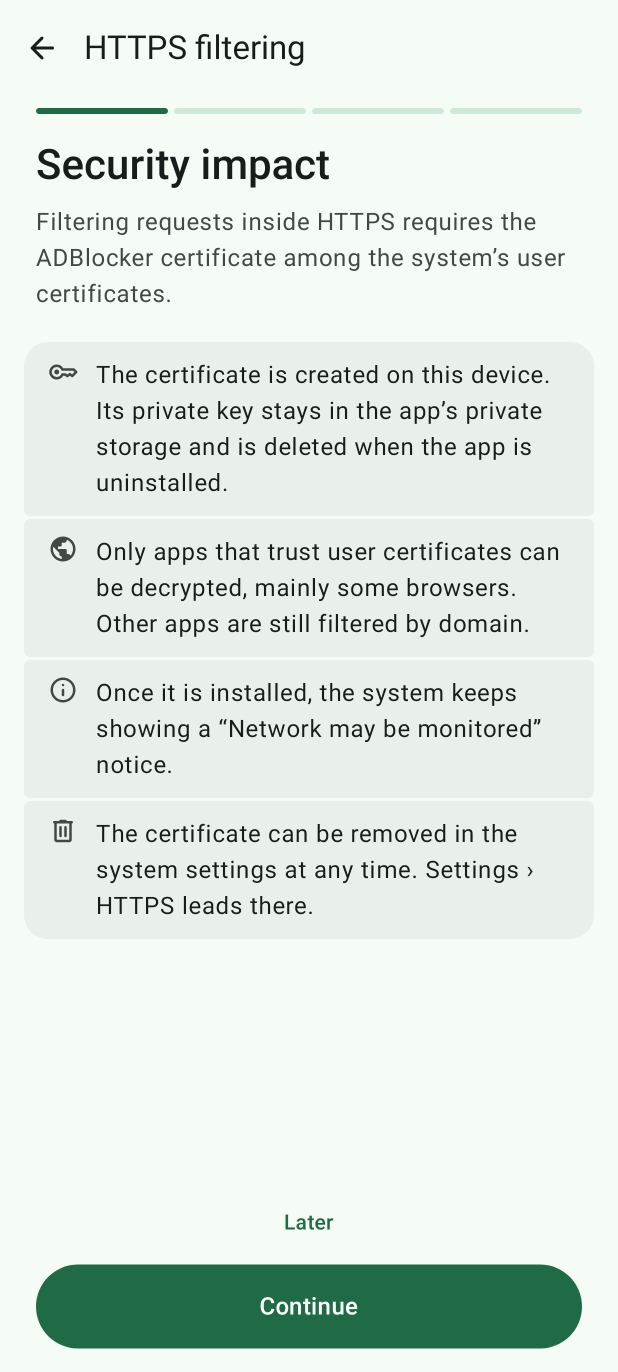 HTTPS filtering
Security impact
Filtering requests inside HTTPS requires the
ADBlocker certificate among the system’s user
certificates.
The certificate is created on this device.
Its private key stays in the app’s private
storage and is deleted when the app is
uninstalled.
Only apps that trust user certificates can
be decrypted, mainly some browsers.
Other apps are still filtered by domain.
Once it is installed, the system keeps
showing a “Network may be monitored”
notice.
The certificate can be removed in the
system settings at any time. Settings ›
HTTPS leads there.
Later
Continue